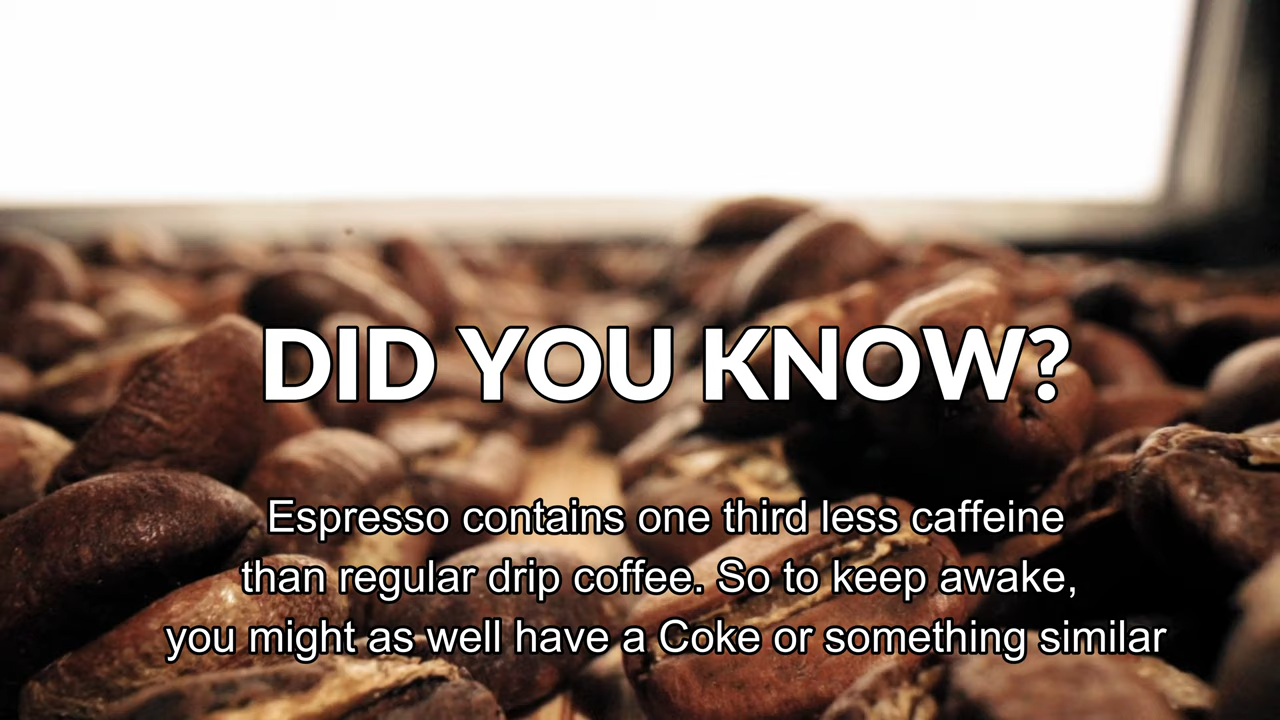 DID YOU KNOW?
Espresso contains one third less caffeine
than regular drip coffee. So to keep awake,
you might as well have a Coke or something similar